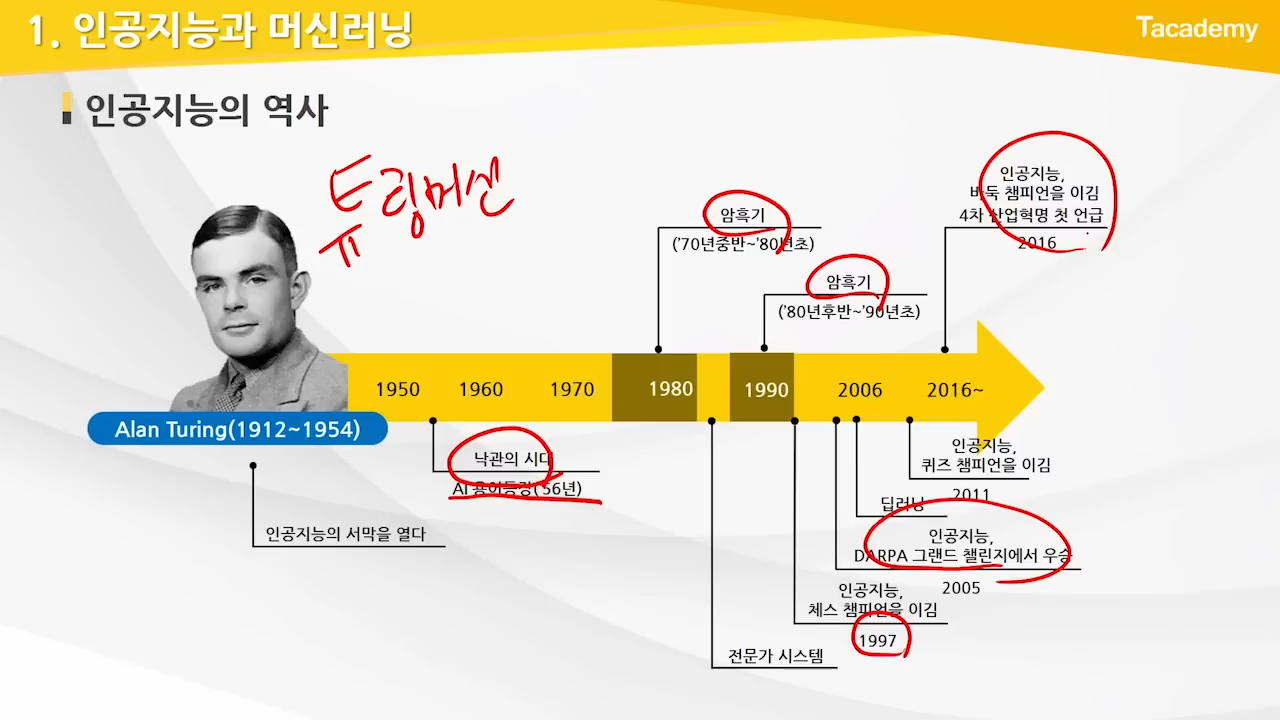 1. 인공지능과 머신러닝
Tacademy
인공지능의 역사
튜링머신
인공지능,
바둑 챔피언을 이김
4차 산업혁명 첫 언급
2016
암흑기
('70년중반~'80년초)
암흑기
('80년후반~'90년초)
1950 1960 1970 1980 1990 2006 2016~
Alan Turing(1912~1954)
인공지능의 서막을 열다
낙관의 시대
AI 용어등장('56년)
인공지능,
퀴즈 챔피언을 이김
2011
딥러닝
인공지능,
DARPA 그랜드 챌린지에서 우승
2005
인공지능,
체스 챔피언을 이김
1997
전문가 시스템